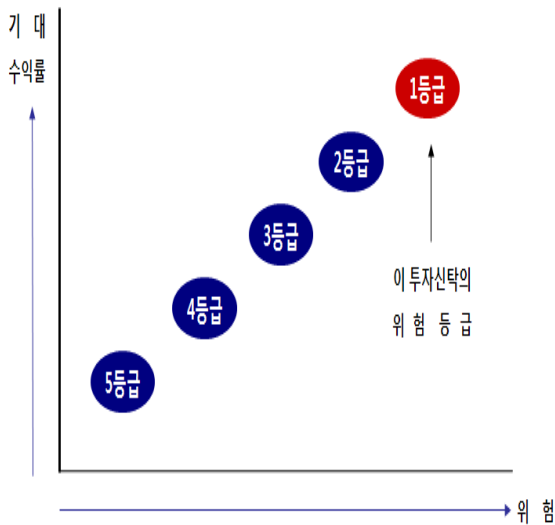 기 대
수익률
1등급
2등급
3등급
이 투자신탁의
위 험 등 급
4등급
5등급
위 험